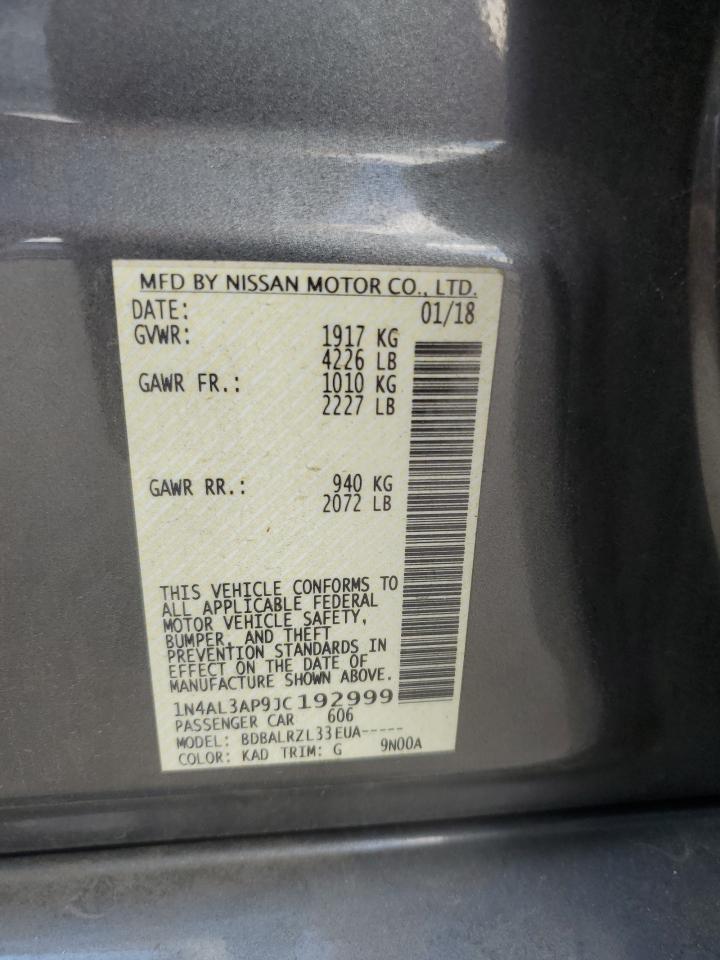 MFD BY NISSAN MOTOR CO., LTD.
DATE: 01/18
GVWR: 1917 KG
4226 LB
GAWR FR.: 1010 KG
2227 LB
GAWR RR.: 940 KG
2072 LB
THIS VEHICLE CONFORMS TO
ALL APPLICABLE FEDERAL
MOTOR VEHICLE SAFETY,
BUMPER, AND THEFT
PREVENTION STANDARDS IN
EFFECT ON THE DATE OF
MANUFACTURE SHOWN ABOVE.
1N4AL3AP9JC192999
PASSENGER CAR 606
MODEL: BDBALRZL33EUA-----
COLOR: KAD TRIM: G 9N00A